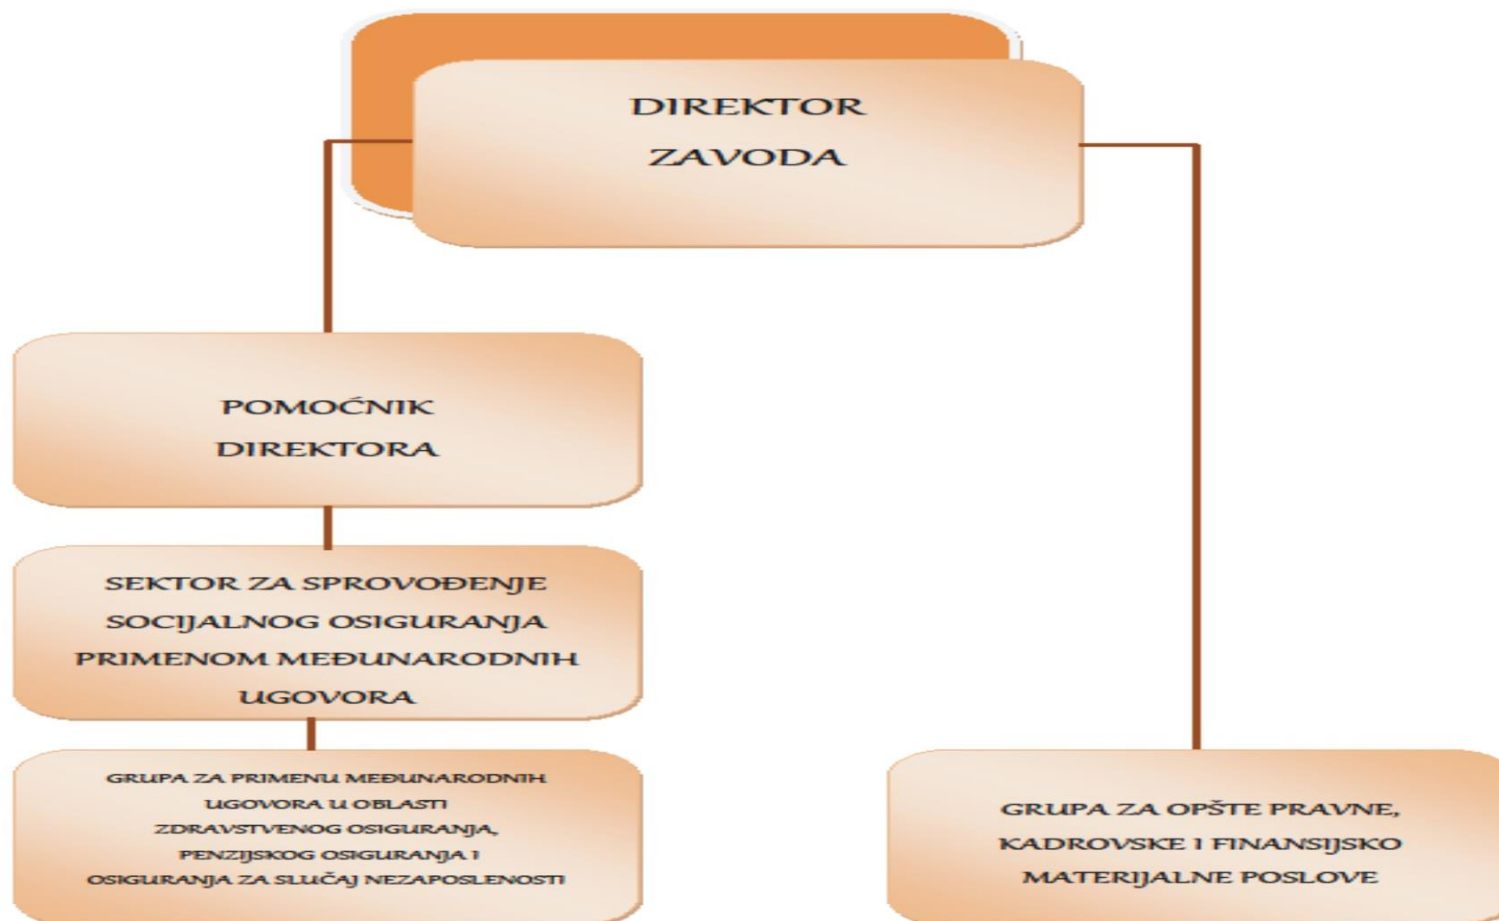 DIREKTOR
ZAVODA
POMOĆNIK
DIREKTORA
SEKTOR ZA SPROVOĐENJE
SOCIJALNOG OSIGURANJA
PRIMENOM MEĐUNARODNIH
UGOVORA
GRUPA ZA PRIMENU MEĐUNARODNIH
UGOVORA U OBLASTI
ZDRAVSTVENOG OSIGURANJA,
PENZIJSKOG OSIGURANJA I
OSIGURANJA ZA SLUČAJ NEZAPOSLENOSTI
GRUPA ZA OPŠTE PRAVNE,
KADROVSKE I FINANSIJSKO
MATERIJALNE POSLOVE